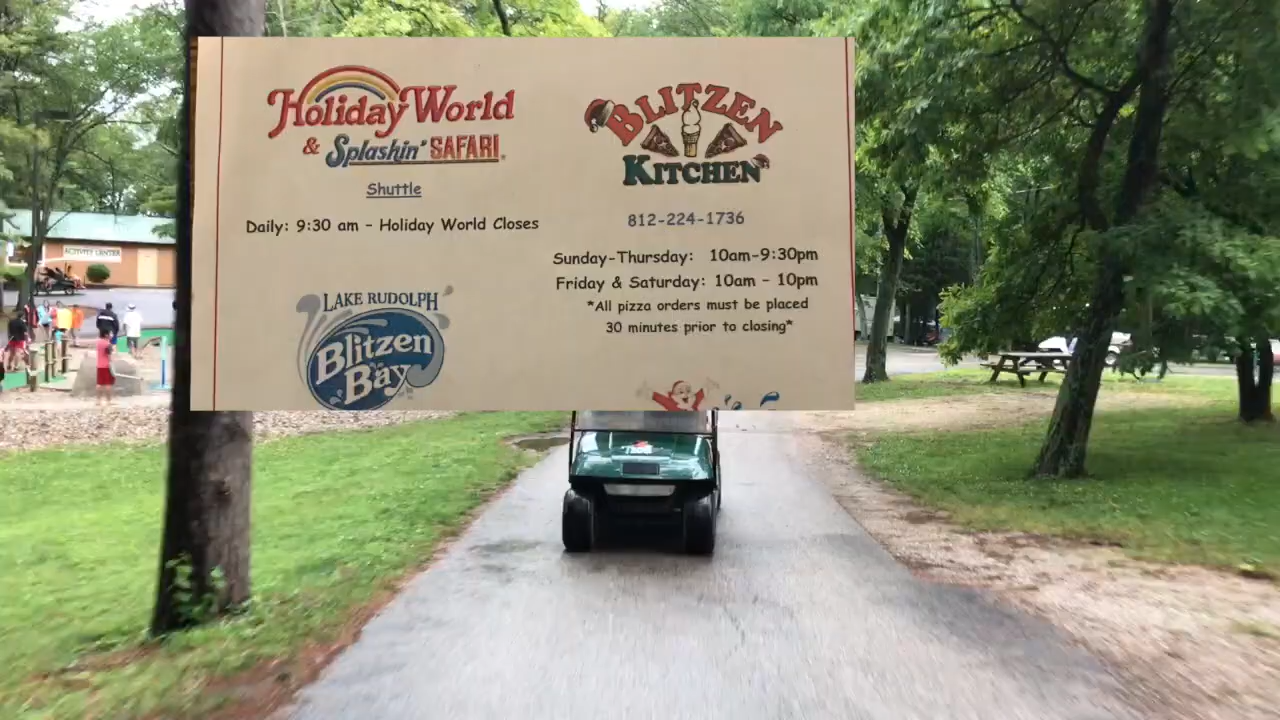 Holiday World
& Splashin' SAFARI
Shuttle
Daily: 9:30 am – Holiday World Closes
LAKE RUDOLPH
Blitzen
Bay
BLITZEN
KITCHEN
812-224-1736
Sunday-Thursday: 10am-9:30pm
Friday & Saturday: 10am – 10pm
*All pizza orders must be placed
30 minutes prior to closing*
ACTIVITY CENTER